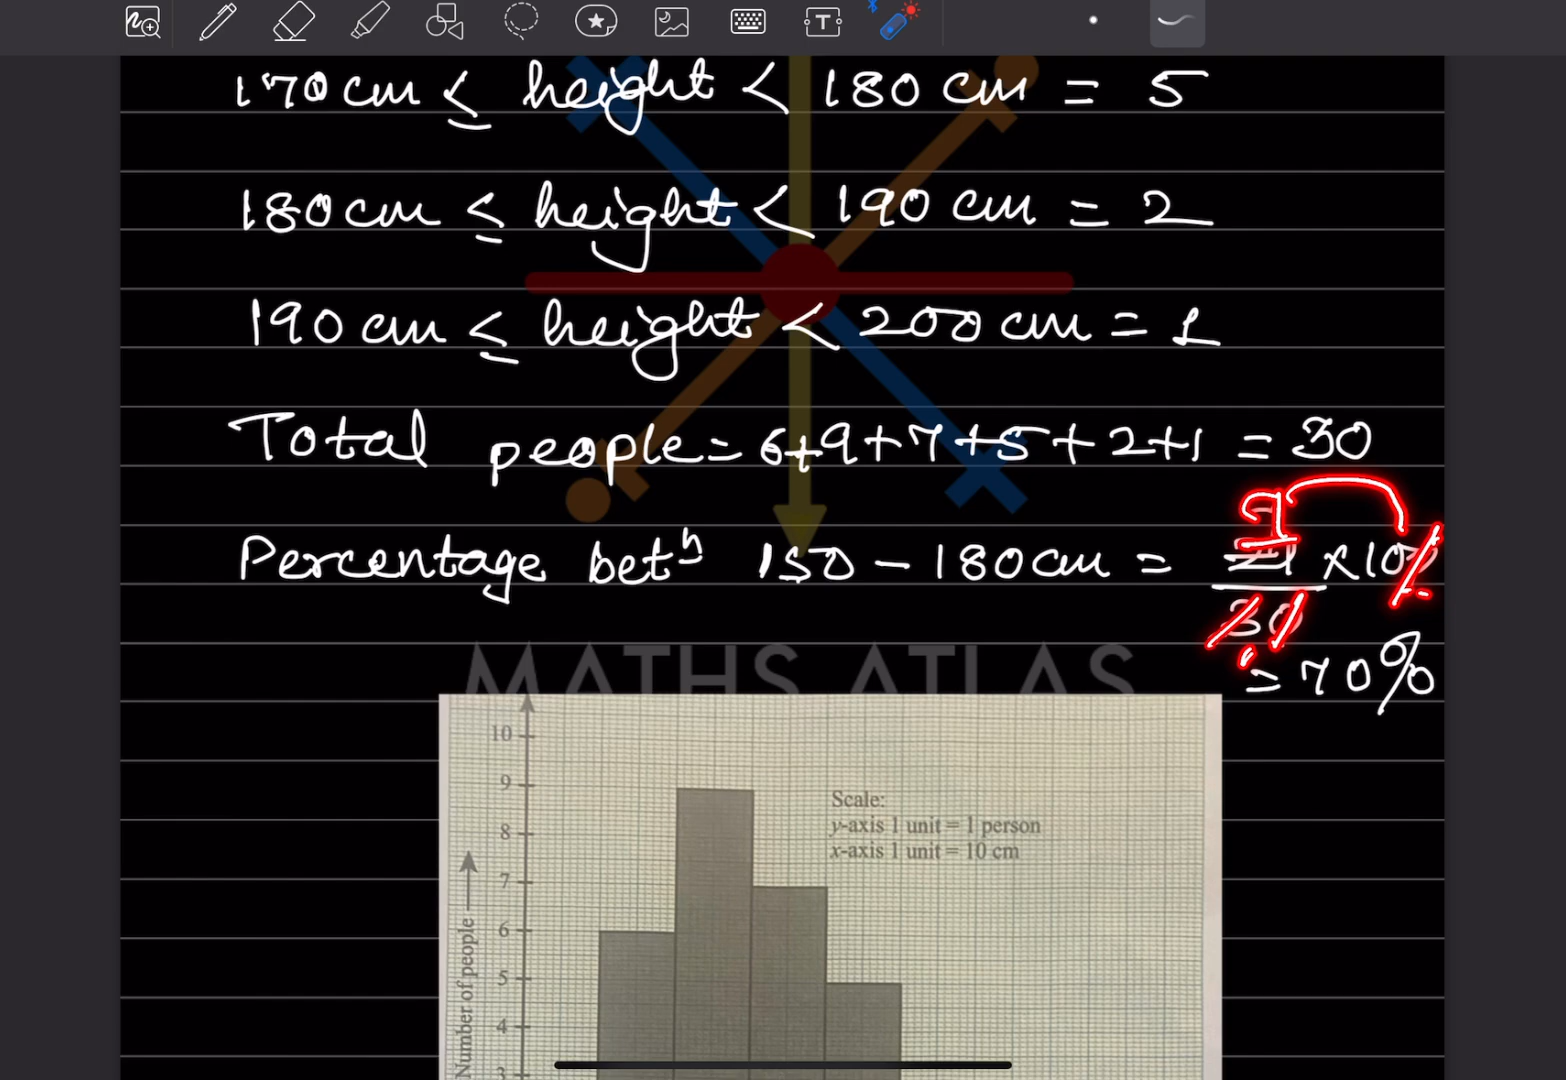 170 cm ≤ height < 180 cm = 5
180 cm ≤ height < 190 cm = 2
190 cm ≤ height < 200 cm = 1
Total people = 6+9+7+5+2+1 = 30
Percentage betⁿ 150 - 180 cm = 21/30 × 100
= 70%
MATHS ATLAS
10
9
8
7
6
5
4
3
Number of people
Scale:
y-axis 1 unit = 1 person
x-axis 1 unit = 10 cm